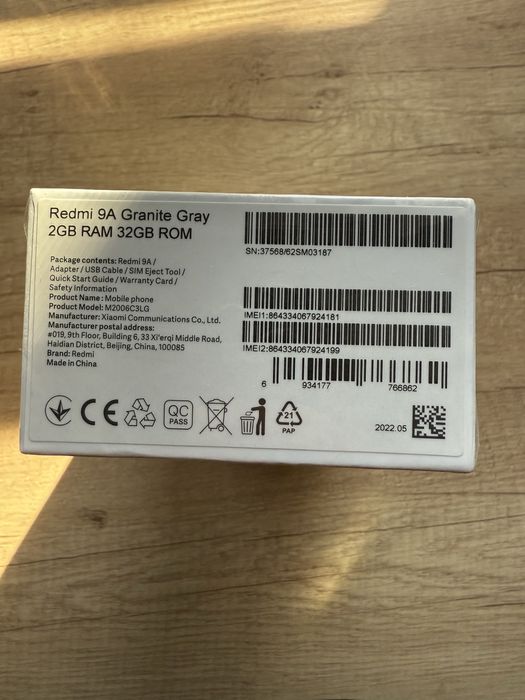 Redmi 9A Granite Gray
2GB RAM 32GB ROM
Package contents: Redmi 9A /
Adapter / USB Cable / SIM Eject Tool /
Quick Start Guide / Warranty Card /
Safety Information
Product Name: Mobile phone
Product Model: M2006C3LG
Manufacturer: Xiaomi Communications Co., Ltd.
Manufacturer postal address:
#019, 9th Floor, Building 6, 33 Xi'erqi Middle Road,
Haidian District, Beijing, China, 100085
Brand: Redmi
Made in China
SN:37568/62SM03187
IMEI1:864334067924181
IMEI2:864334067924199
6 934177 766862
CE
QC
PASS
21
PAP
2022.05